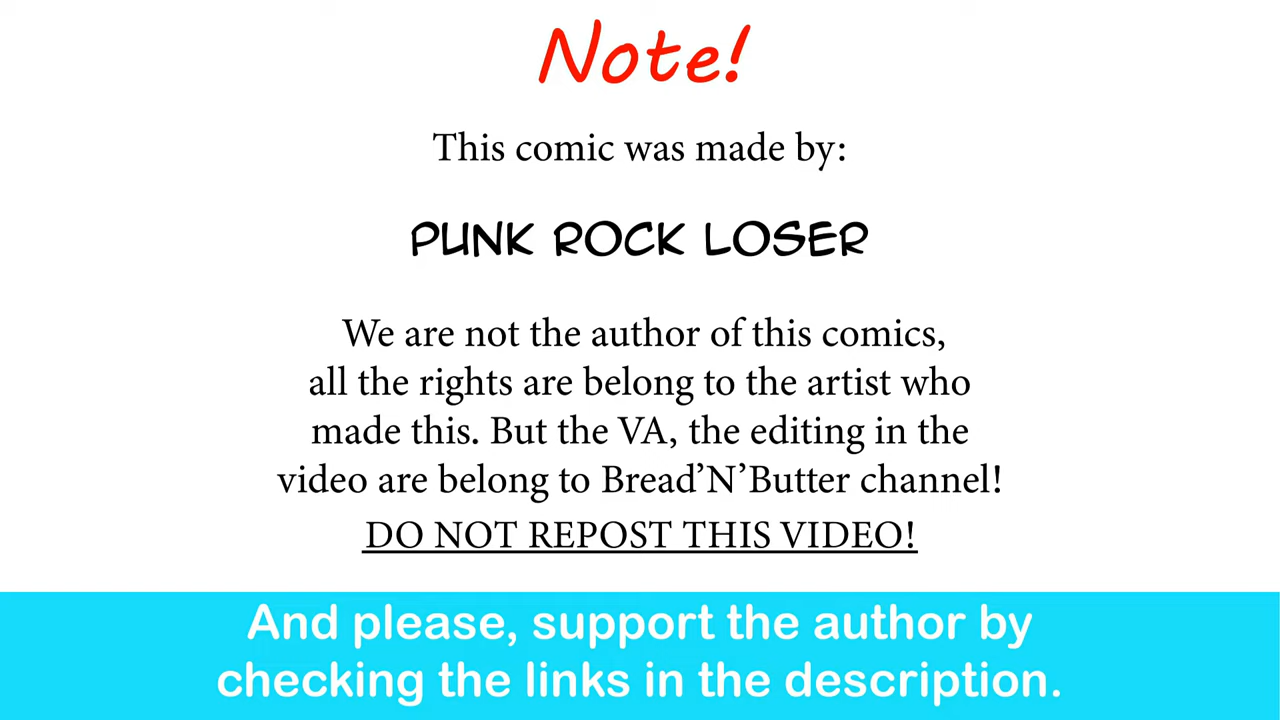 Note!
This comic was made by:
PUNK ROCK LOSER
We are not the author of this comics,
all the rights are belong to the artist who
made this. But the VA, the editing in the
video are belong to Bread’N’Butter channel!
DO NOT REPOST THIS VIDEO!
And please, support the author by
checking the links in the description.